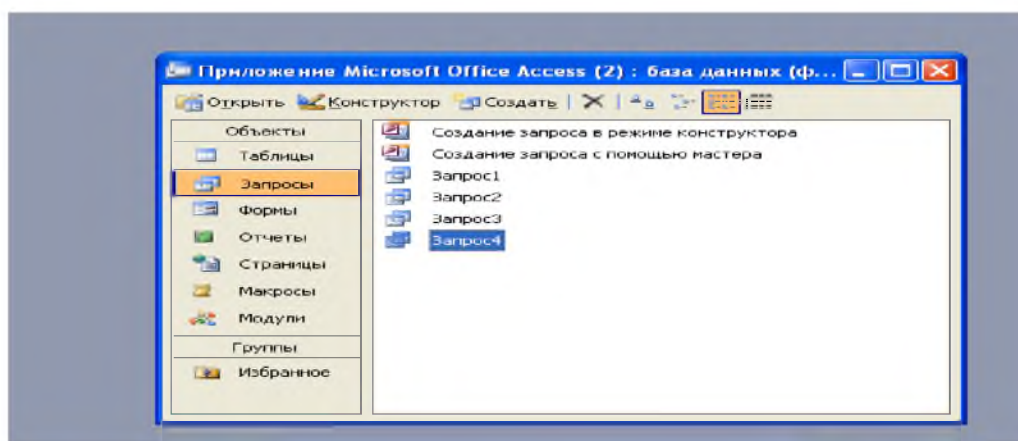 Приложение Microsoft Office Access (2) : база данных (ф...
Открыть Конструктор Создать
Объекты
Таблицы
Запросы
Формы
Отчеты
Страницы
Макросы
Модули
Группы
Избранное
Создание запроса в режиме конструктора
Создание запроса с помощью мастера
Запрос1
Запрос2
Запрос3
Запрос4